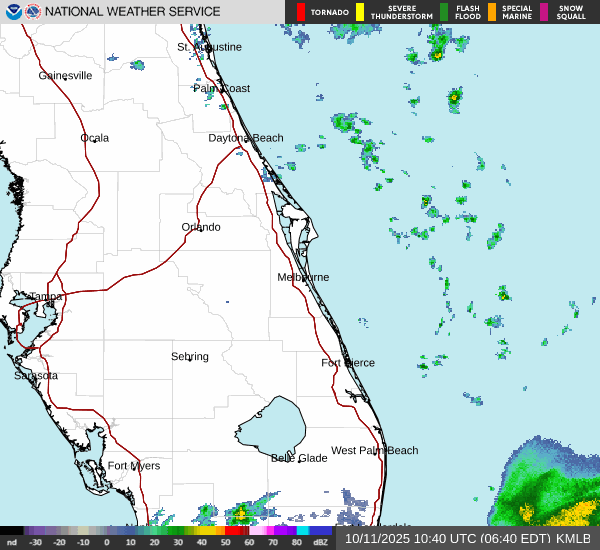 NATIONAL WEATHER SERVICE
TORNADO
SEVERE
THUNDERSTORM
FLASH
FLOOD
SPECIAL
MARINE
SNOW
SQUALL
St. Augustine
Gainesville
Palm Coast
Ocala
Daytona Beach
Orlando
Melbourne
Tampa
Sebring
Fort Pierce
Sarasota
West Palm Beach
Belle Glade
Fort Myers
nd -30 -20 -10 0 10 20 30 40 50 60 70 80 dBZ
10/11/2025 10:40 UTC (06:40 EDT) KMLB